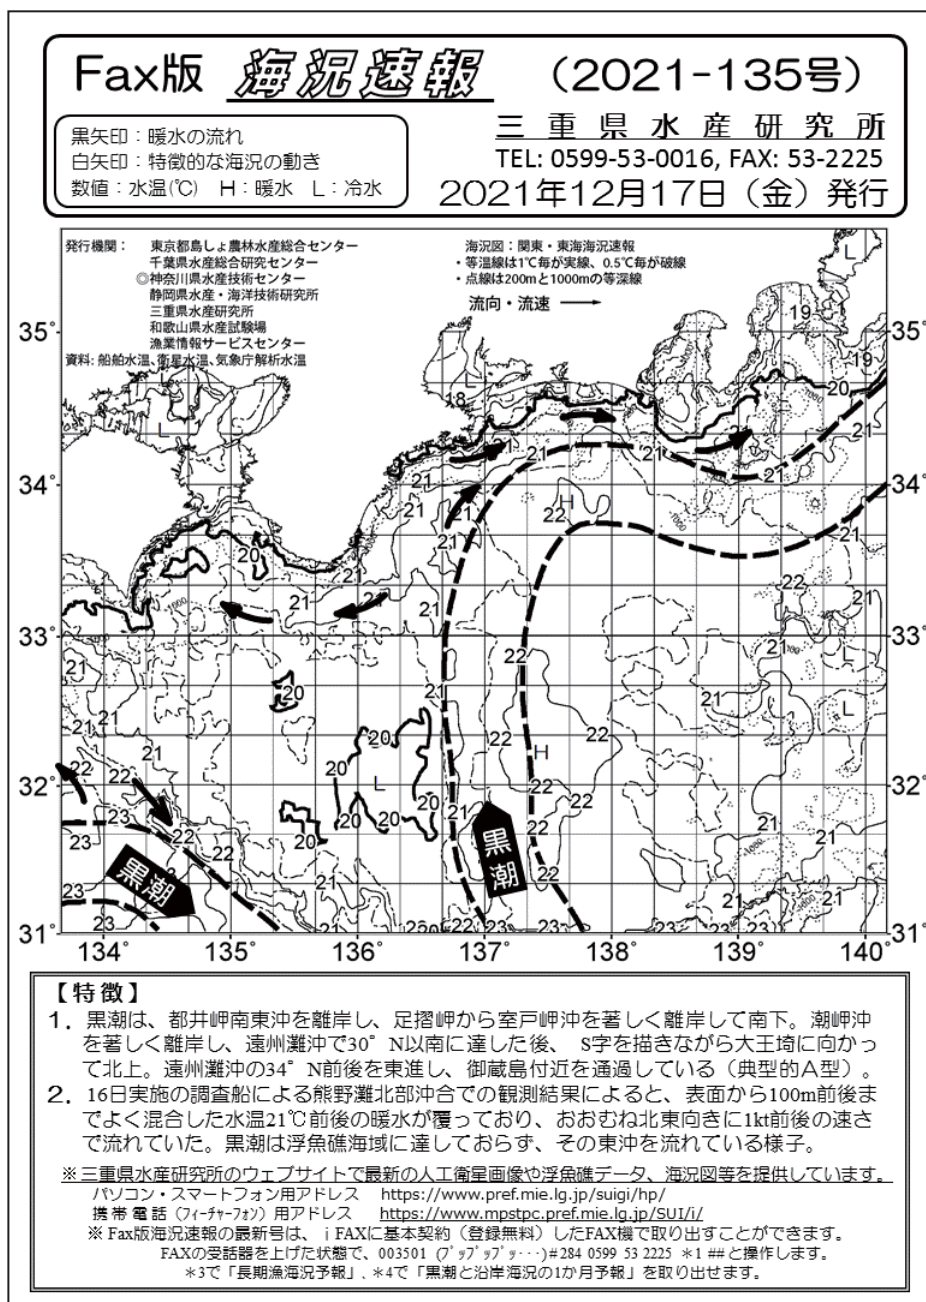 Fax版 海況速報 (2021-135号)
黒矢印:暖水の流れ
白矢印:特徴的な海況の動き
数値:水温(℃) H:暖水 L:冷水
三重県水産研究所
TEL: 0599-53-0016, FAX: 53-2225
2021年12月17日(金)発行
発行機関: 東京都島しょ農林水産総合センター
千葉県水産総合研究センター
◎神奈川県水産技術センター
静岡県水産・海洋技術研究所
三重県水産研究所
和歌山県水産試験場
漁業情報サービスセンター
資料: 船舶水温、衛星水温、気象庁解析水温
海況図:関東・東海海況速報
・等温線は1℃毎が実線、0.5℃毎が破線
・点線は200mと1000mの等深線
流向・流速
35° 35°
34° 34°
33° 33°
32° 32°
31° 31°
134 135 136 137 138 139 140°
黒潮
黒潮
【特徴】
1. 黒潮は、都井岬南東沖を離岸し、足摺岬から室戸岬沖を著しく離岸して南下。潮岬沖
を著しく離岸し、遠州灘沖で30°N以南に達した後、 S字を描きながら大王埼に向かっ
て北上。遠州灘沖の34°N前後を東進し、御蔵島付近を通過している(典型的A型)。
2. 16日実施の調査船による熊野灘北部沖合での観測結果によると、表面から100m前後ま
でよく混合した水温21℃前後の暖水が覆っており、おおむね北東向きに1kt前後の速さ
で流れていた。黒潮は浮魚礁海域に達しておらず、その東沖を流れている様子。
※三重県水産研究所のウェブサイトで最新の人工衛星画像や浮魚礁データ、海況図等を提供しています。
パソコン・スマートフォン用アドレス https://www.pref.mie.lg.jp/suigi/hp/
携帯電話(フィーチャーフォン)用アドレス https://www.mpstpc.pref.mie.lg.jp/SUI/i/
※ Fax版海況速報の最新号は、iFAXに基本契約(登録無料)したFAX機で取り出すことができます。
FAXの受話器を上げた状態で、003501 (プップップッ・・・)#284 0599 53 2225 *1 ##と操作します。
*3で「長期漁海況予報」、*4で「黒潮と沿岸海況の1か月予報」を取り出せます。